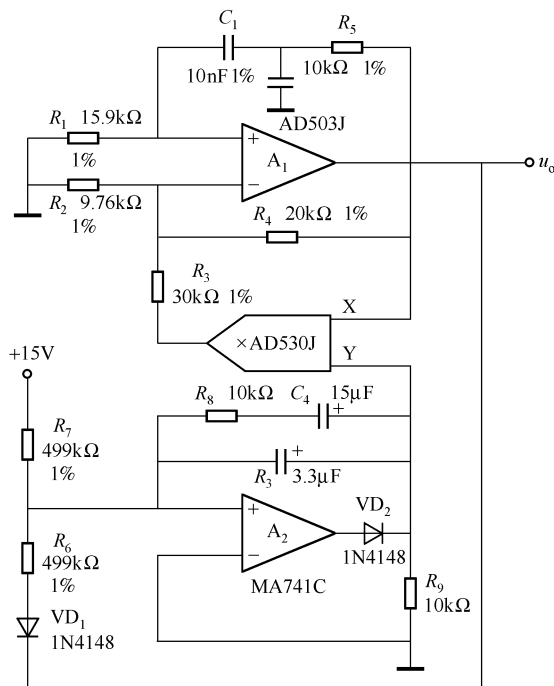 C1
R5
10nF 1%
10kΩ 1%
R1 15.9kΩ
1%
AD503J
+
A1
−
uo
R2 9.76kΩ
1%
R4 20kΩ 1%
R3
30kΩ 1%
X
×AD530J
Y
+15V
R8 10kΩ
C4 15μF
+
R7
499kΩ
1%
+
R3 3.3μF
+
A2
−
VD2
1N4148
R6
499kΩ
1%
MA741C
R9
10kΩ
VD1
1N4148